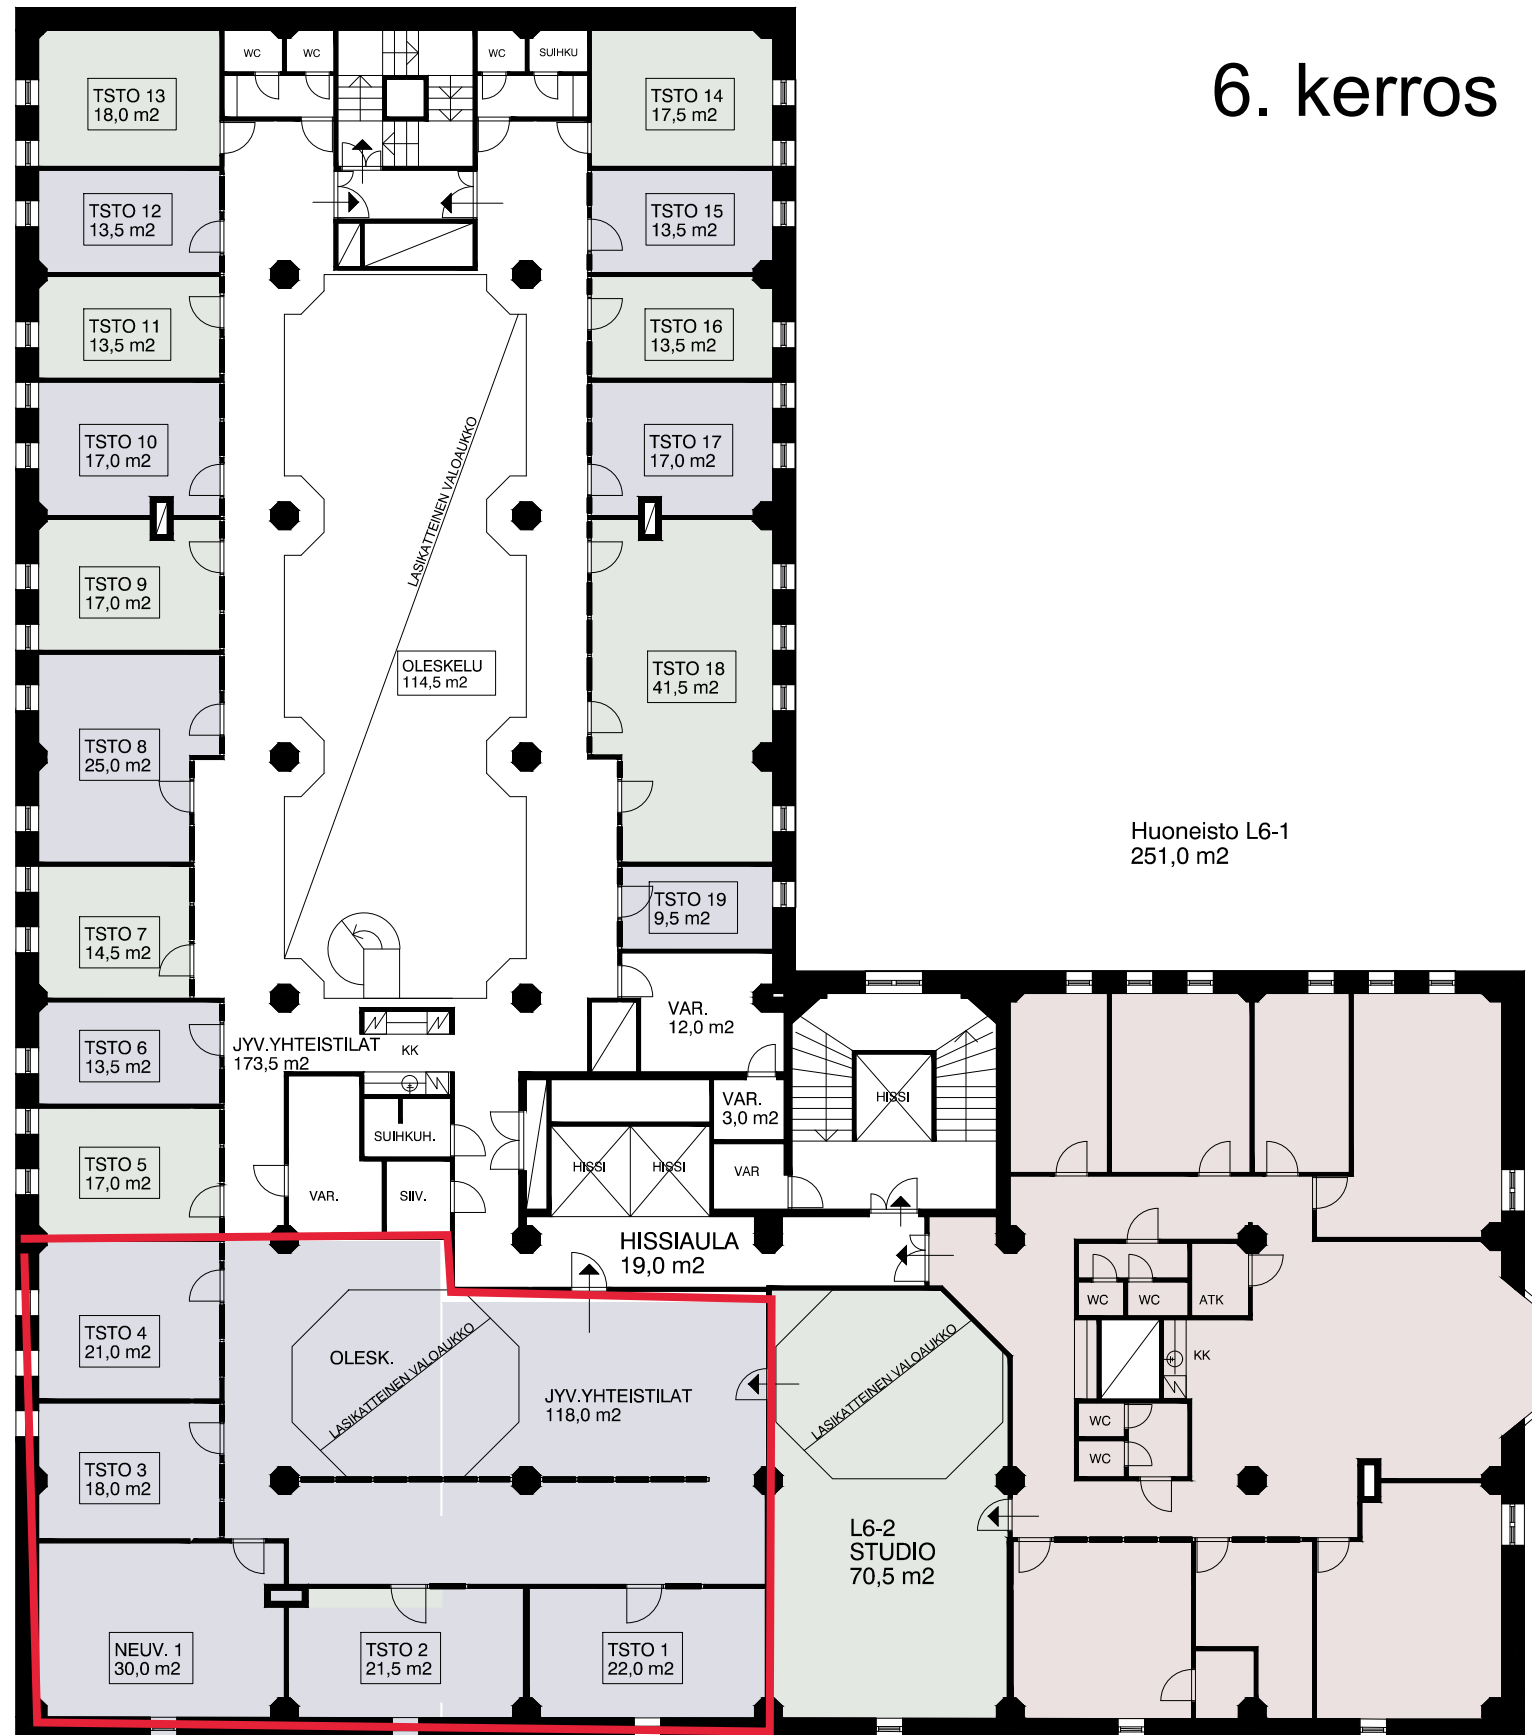 6. kerros
WC
WC
WC
SUIHKU
TSTO 13
18,0 m2
TSTO 14
17,5 m2
TSTO 12
13,5 m2
TSTO 15
13,5 m2
TSTO 11
13,5 m2
TSTO 16
13,5 m2
TSTO 10
17,0 m2
LASIKATTEINEN VALOAUKKO
TSTO 17
17,0 m2
TSTO 9
17,0 m2
OLESKELU
114,5 m2
TSTO 18
41,5 m2
TSTO 8
25,0 m2
Huoneisto L6-1
251,0 m2
TSTO 7
14,5 m2
TSTO 19
9,5 m2
VAR.
12,0 m2
TSTO 6
13,5 m2
JYV.YHTEISTILAT
173,5 m2
KK
VAR.
3,0 m2
HISSI
SUIHKUH.
TSTO 5
17,0 m2
VAR.
SIIV.
HISSI
HISSI
VAR
HISSIAULA
19,0 m2
WC
WC
ATK
TSTO 4
21,0 m2
OLESK.
LASIKATTEINEN VALOAUKKO
JYV.YHTEISTILAT
118,0 m2
LASIKATTEINEN VALOAUKKO
KK
WC
WC
TSTO 3
18,0 m2
L6-2
STUDIO
70,5 m2
NEUV. 1
30,0 m2
TSTO 2
21,5 m2
TSTO 1
22,0 m2